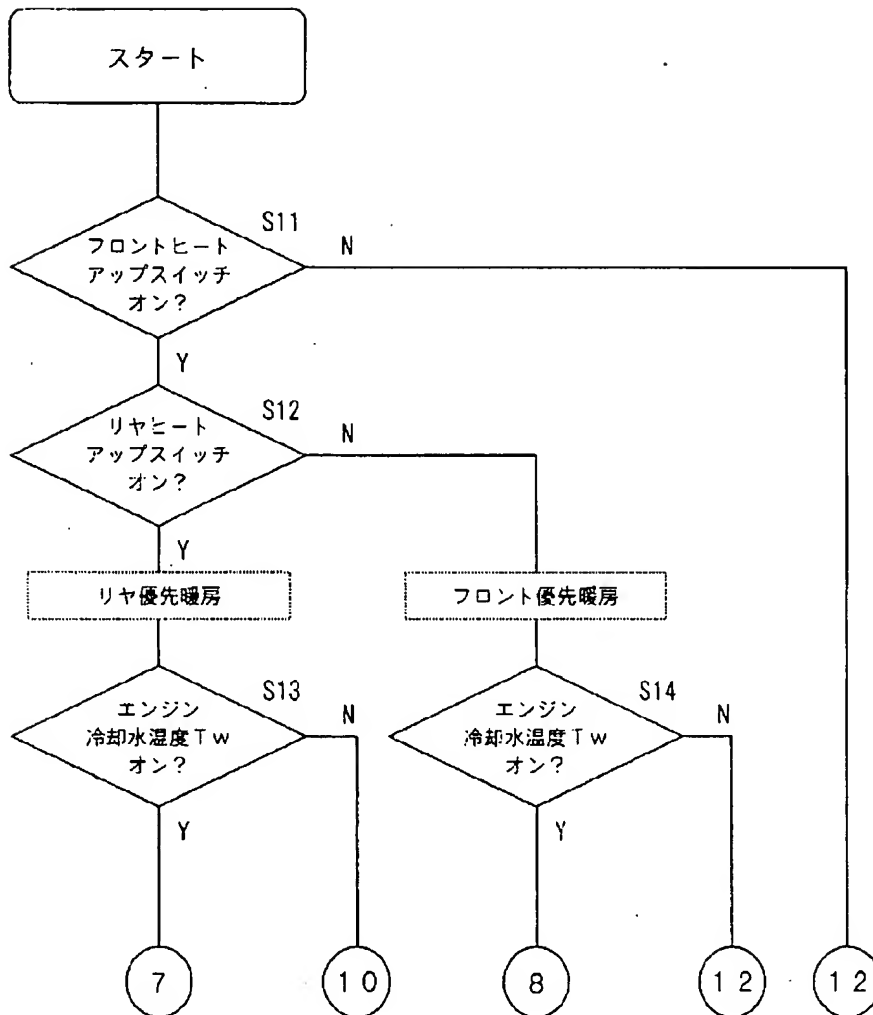 スタート
S11
フロントヒート
アップスイッチ
オン?
N
Y
S12
リヤヒート
アップスイッチ
オン?
N
Y
リヤ優先暖房
フロント優先暖房
S13
エンジン
冷却水温度Tw
オン?
N
Y
S14
エンジン
冷却水温度Tw
オン?
N
Y
7
10
8
12
12